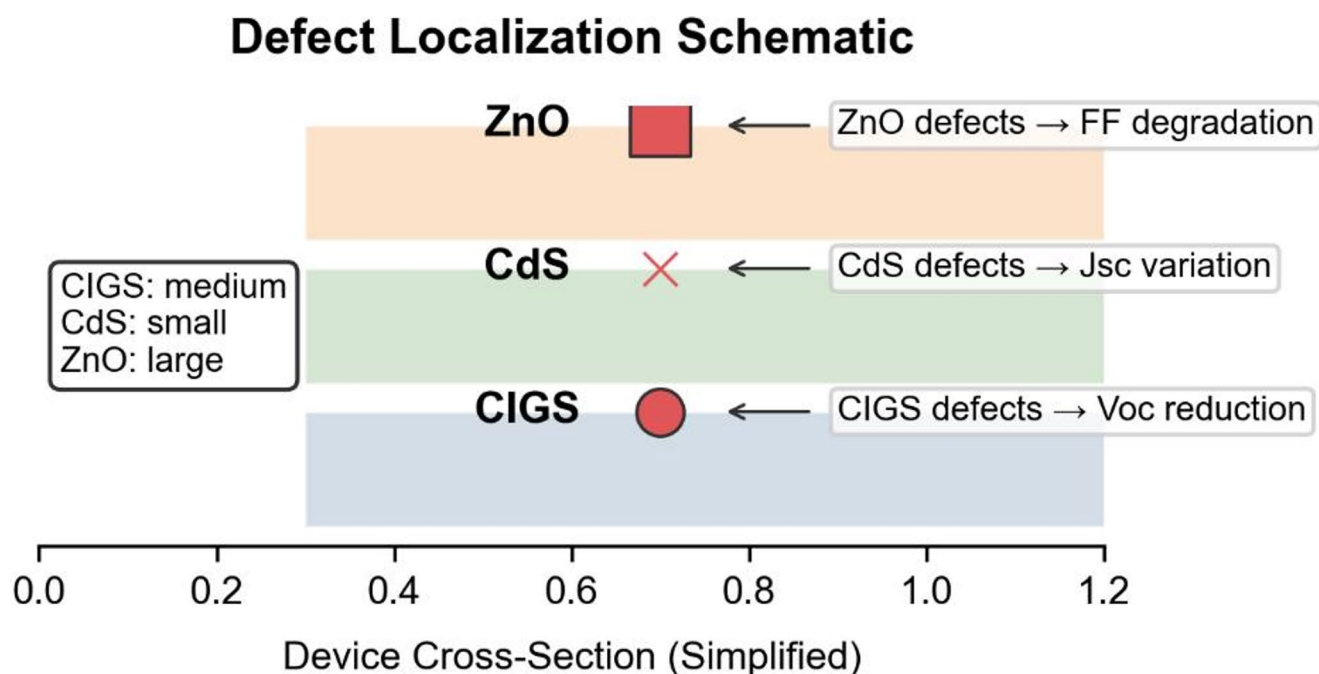 Defect Localization Schematic
ZnO
ZnO defects → FF degradation
CdS
CdS defects → Jsc variation
CIGS: medium
CdS: small
ZnO: large
CIGS
CIGS defects → Voc reduction
0.0 0.2 0.4 0.6 0.8 1.0 1.2
Device Cross-Section (Simplified)